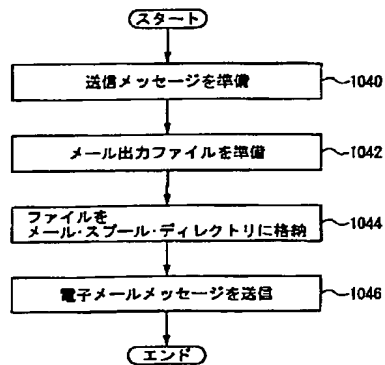 スタート
送信メッセージを準備
1040
メール出力ファイルを準備
1042
ファイルを
メール・スプール・ディレクトリに格納
1044
電子メールメッセージを送信
1046
エンド